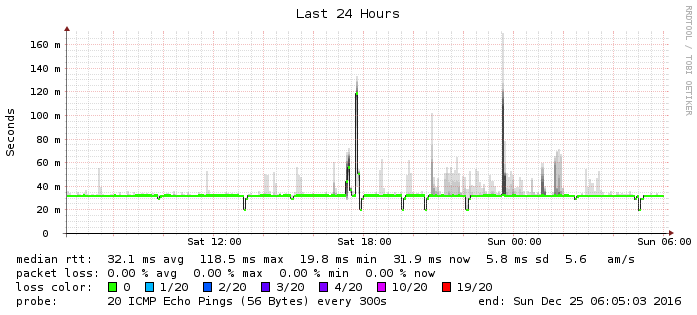 Last 24 Hours
RRDTOOL / TOBI OETIKER
Seconds
160 m
140 m
120 m
100 m
80 m
60 m
40 m
20 m
0
Sat 12:00 Sat 18:00 Sun 00:00 Sun 06:00
median rtt: 32.1 ms avg 118.5 ms max 19.8 ms min 31.9 ms now 5.8 ms sd 5.6 am/s
packet loss: 0.00 % avg 0.00 % max 0.00 % min 0.00 % now
loss color: 0 1/20 2/20 3/20 4/20 10/20 19/20
probe: 20 ICMP Echo Pings (56 Bytes) every 300s end: Sun Dec 25 06:05:03 2016